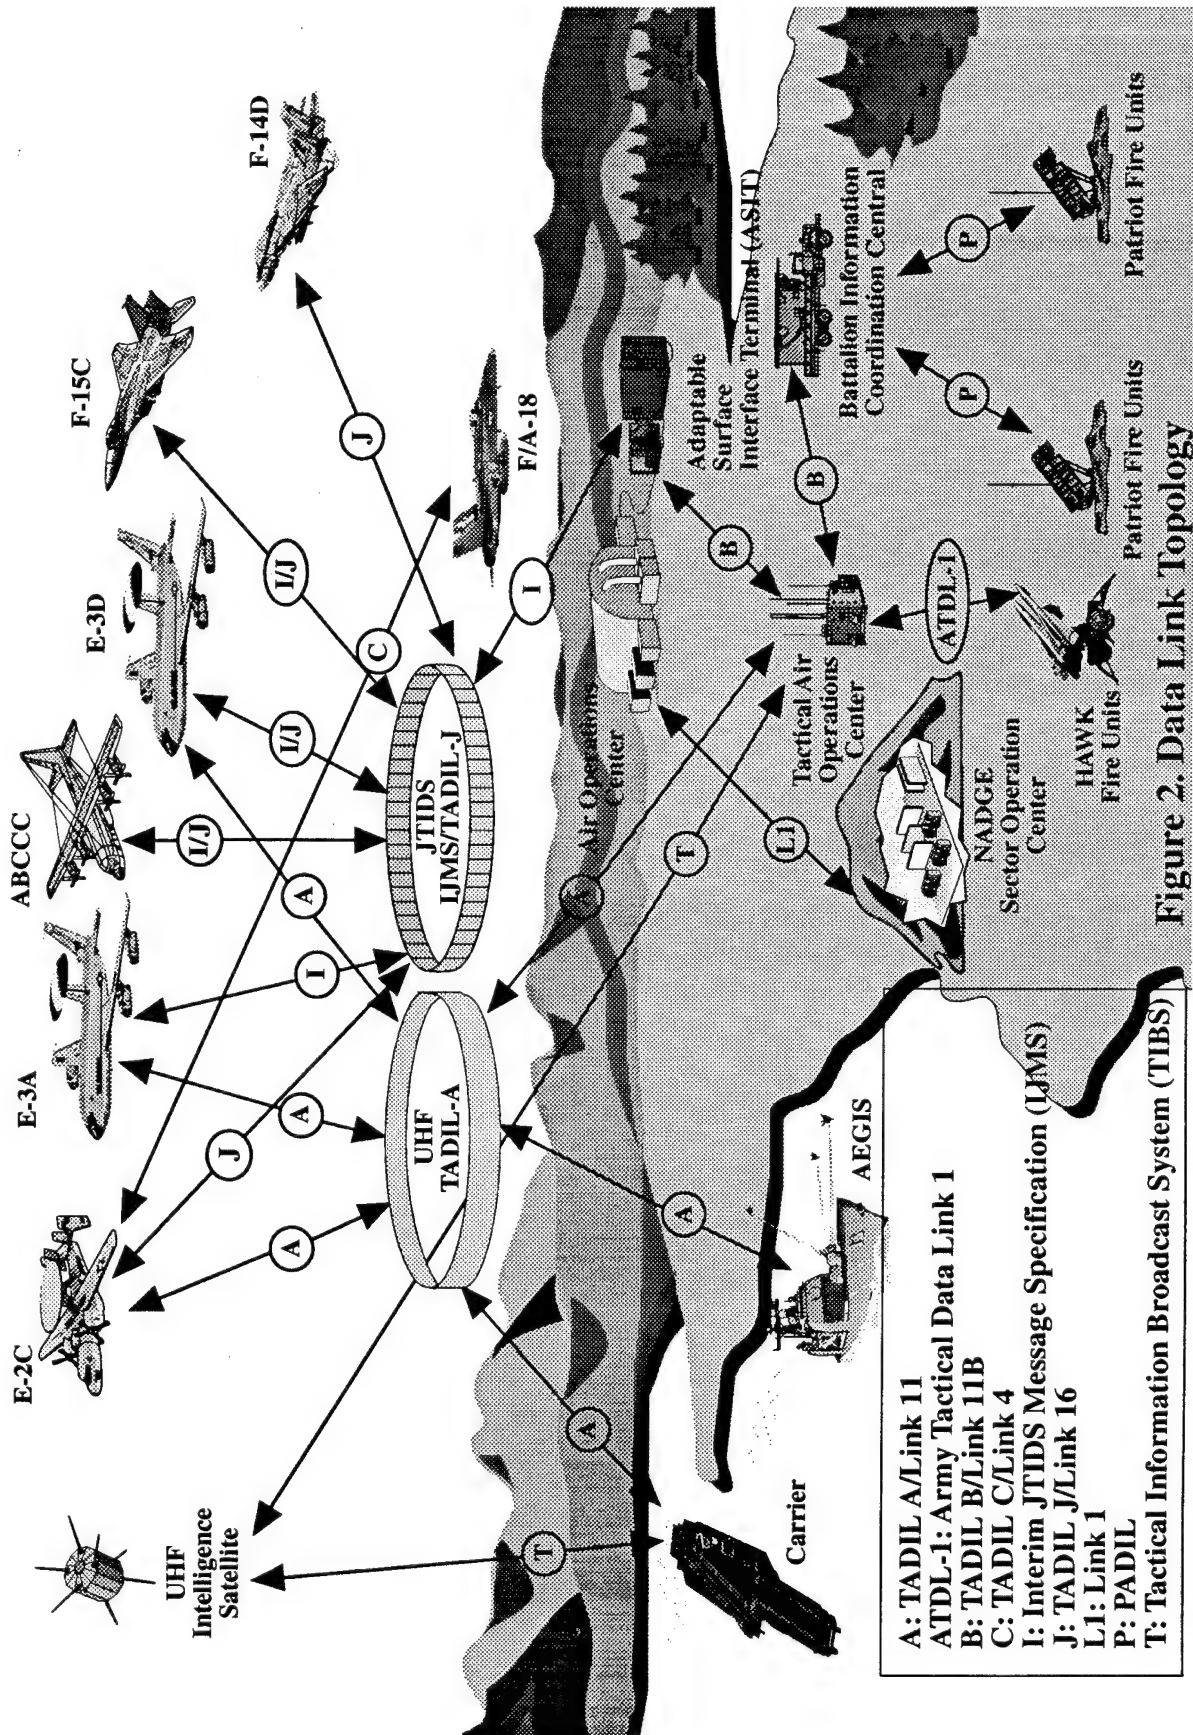 UHF
Intelligence
Satellite
E-2C
E-3A
ABCCC
E-3D
F-15C
F-14D
T
A
J
A
I
A
I/J
I/J
C
I/J
J
F/A-18
UHF
TADIL-A
JTIDS
IJMS/TADIL-J
A
A
A
T
I
Air Operations
Center
Adaptable
Surface
Interface Terminal (ASIT)
B
L1
Carrier
AEGIS
Tactical Air
Operations
Center
B
Battalion Information
Coordination Central
ATDL-1
P
P
NADGE
Sector Operation
Center
HAWK
Fire Units
Patriot Fire Units
Patriot Fire Units
A: TADIL A/Link 11
ATDL-1: Army Tactical Data Link 1
B: TADIL B/Link 11B
C: TADIL C/Link 4
I: Interim JTIDS Message Specification (IJMS)
J: TADIL J/Link 16
L1: Link 1
P: PADIL
T: Tactical Information Broadcast System (TIBS)
Figure 2. Data Link Topology